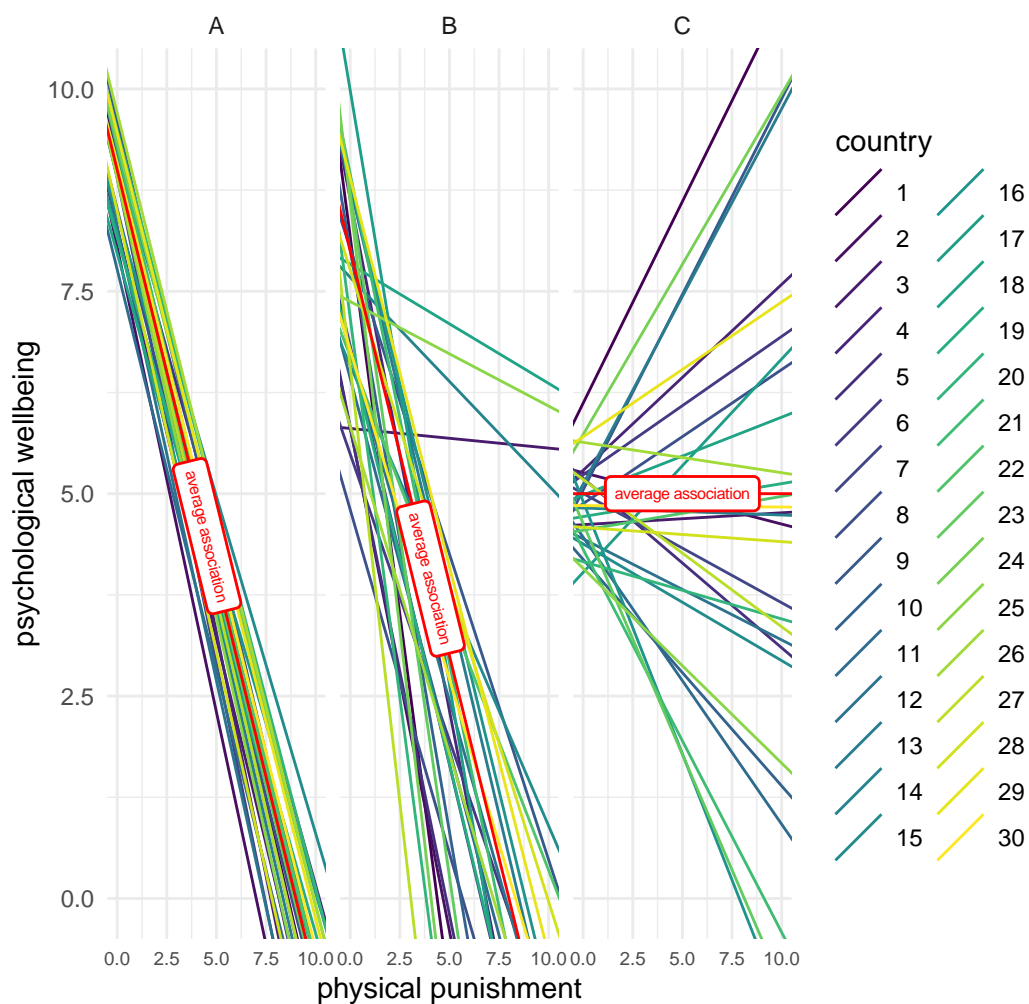 A B C
psychological wellbeing
10.0
7.5
5.0
2.5
0.0
average association
average association
average association
0.0 2.5 5.0 7.5 10.0 0.0 2.5 5.0 7.5 10.0 0.0 2.5 5.0 7.5 10.0
physical punishment
country
1 16
2 17
3 18
4 19
5 20
6 21
7 22
8 23
9 24
10 25
11 26
12 27
13 28
14 29
15 30